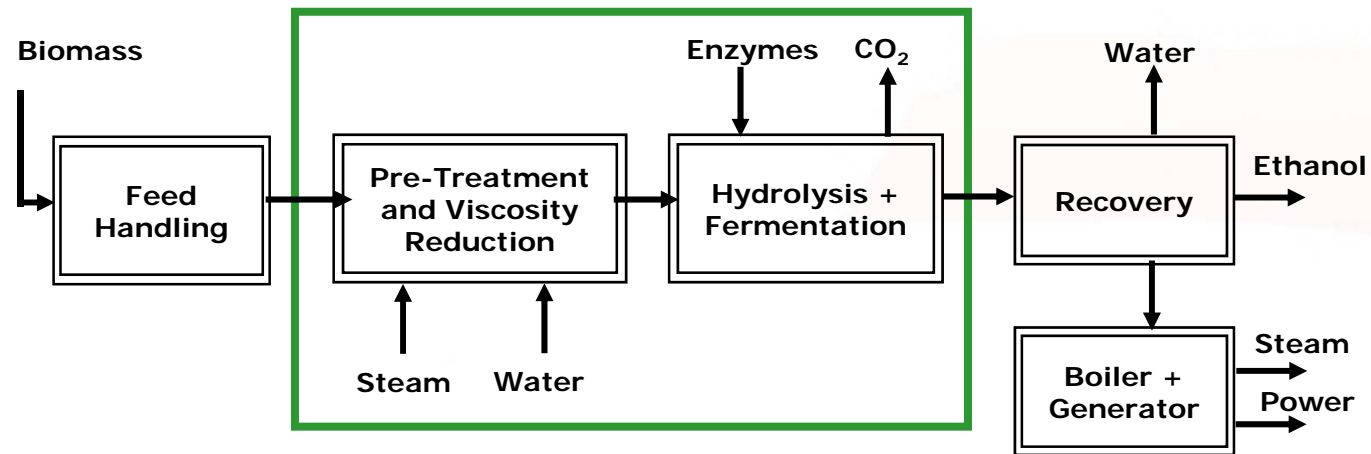 Biomass
Feed
Handling
Pre-Treatment
and Viscosity
Reduction
Steam
Water
Enzymes
CO₂
Hydrolysis +
Fermentation
Water
Recovery
Ethanol
Boiler +
Generator
Steam
Power